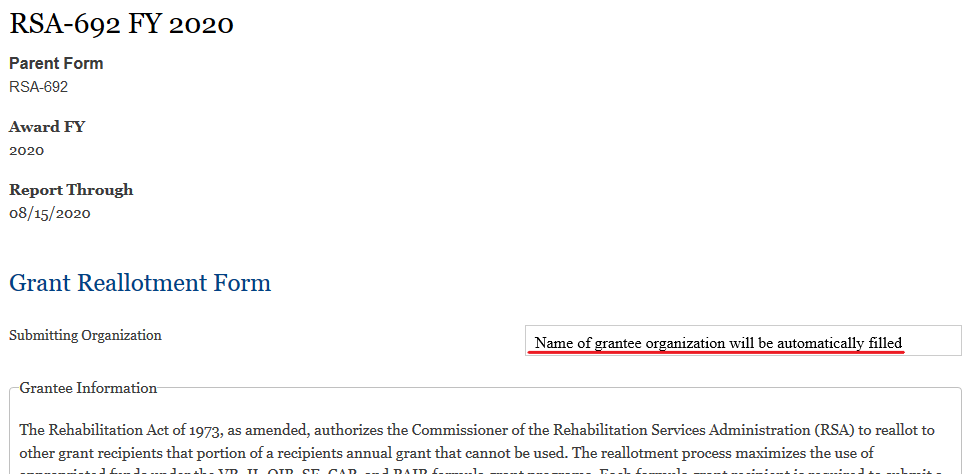 RSA-692 FY 2020
Parent Form
RSA-692
Award FY
2020
Report Through
08/15/2020
Grant Reallotment Form
Submitting Organization
Name of grantee organization will be automatically filled
Grantee Information
The Rehabilitation Act of 1973, as amended, authorizes the Commissioner of the Rehabilitation Services Administration (RSA) to reallot to
other grant recipients that portion of a recipients annual grant that cannot be used. The reallotment process maximizes the use of
appropriated funds under the VR, IL, OIB, SE, CAP, and PAIR formula grant programs. Each formula grant recipient is required to submit a